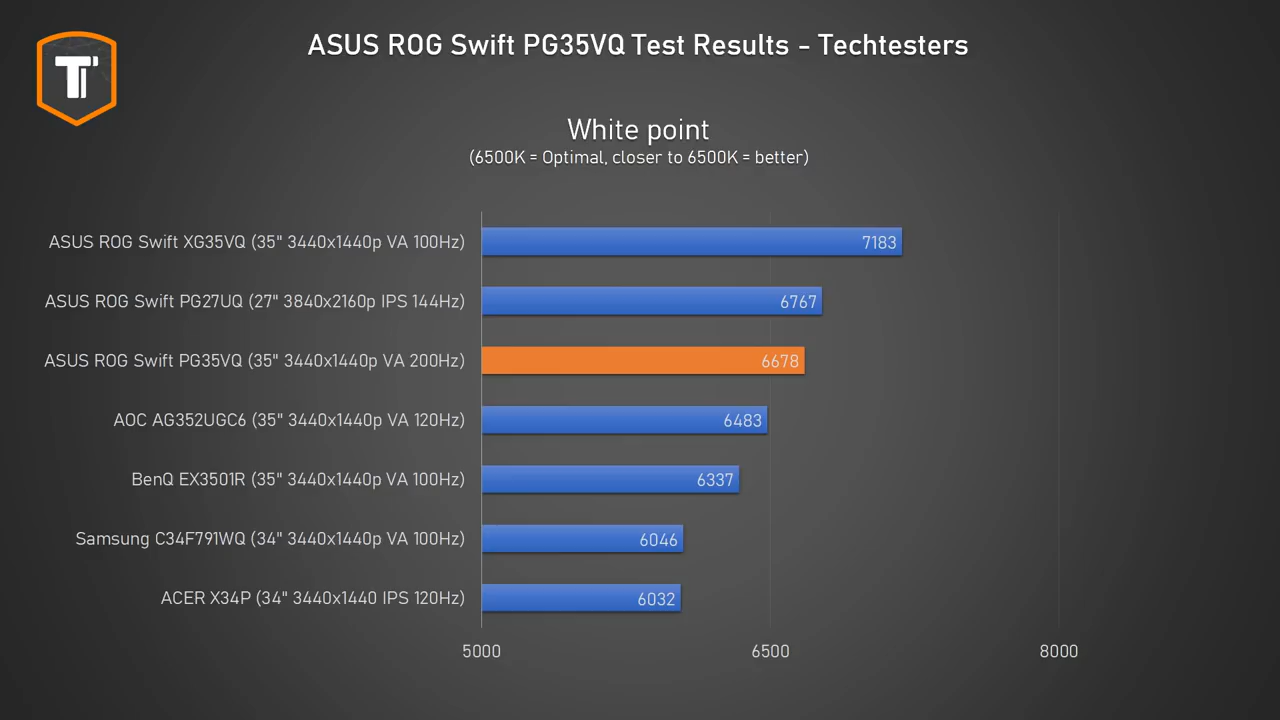 ASUS ROG Swift PG35VQ Test Results - Techtesters
White point
(6500K = Optimal, closer to 6500K = better)
ASUS ROG Swift XG35VQ (35" 3440x1440p VA 100Hz) 7183
ASUS ROG Swift PG27UQ (27" 3840x2160p IPS 144Hz) 6767
ASUS ROG Swift PG35VQ (35" 3440x1440p VA 200Hz) 6678
AOC AG352UGC6 (35" 3440x1440p VA 120Hz) 6483
BenQ EX3501R (35" 3440x1440p VA 100Hz) 6337
Samsung C34F791WQ (34" 3440x1440p VA 100Hz) 6046
ACER X34P (34" 3440x1440 IPS 120Hz) 6032
5000 6500 8000